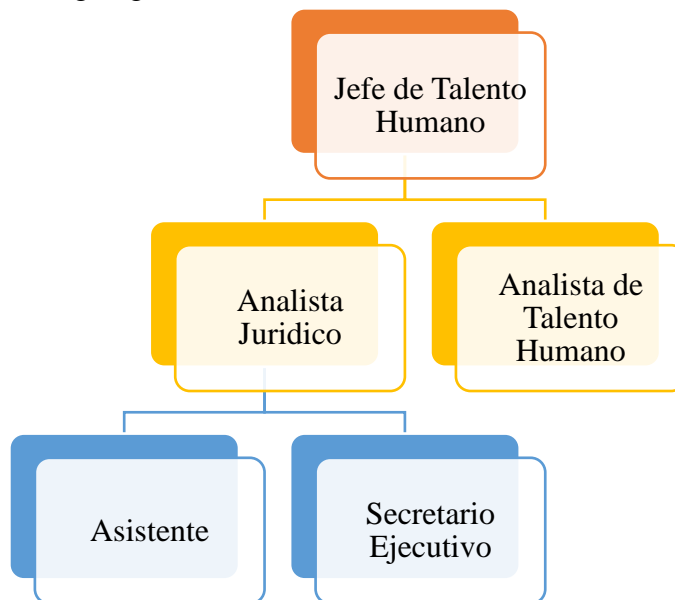 Jefe de Talento
Humano
Analista
Juridico
Analista de
Talento
Humano
Asistente
Secretario
Ejecutivo